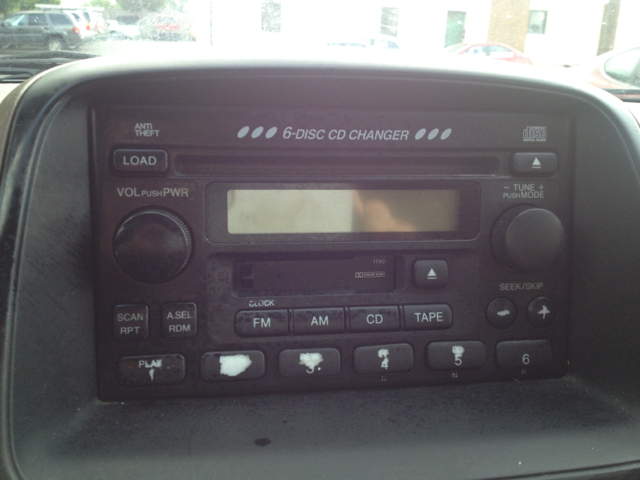 ANTI
THEFT
6-DISC CD CHANGER
LOAD
VOL PUSH PWR
− TUNE +
PUSH MODE
SEEK/SKIP
CLOCK
FM AM CD TAPE
SCAN
RPT
A.SEL
RDM
PLAY
1
3
4
5
6